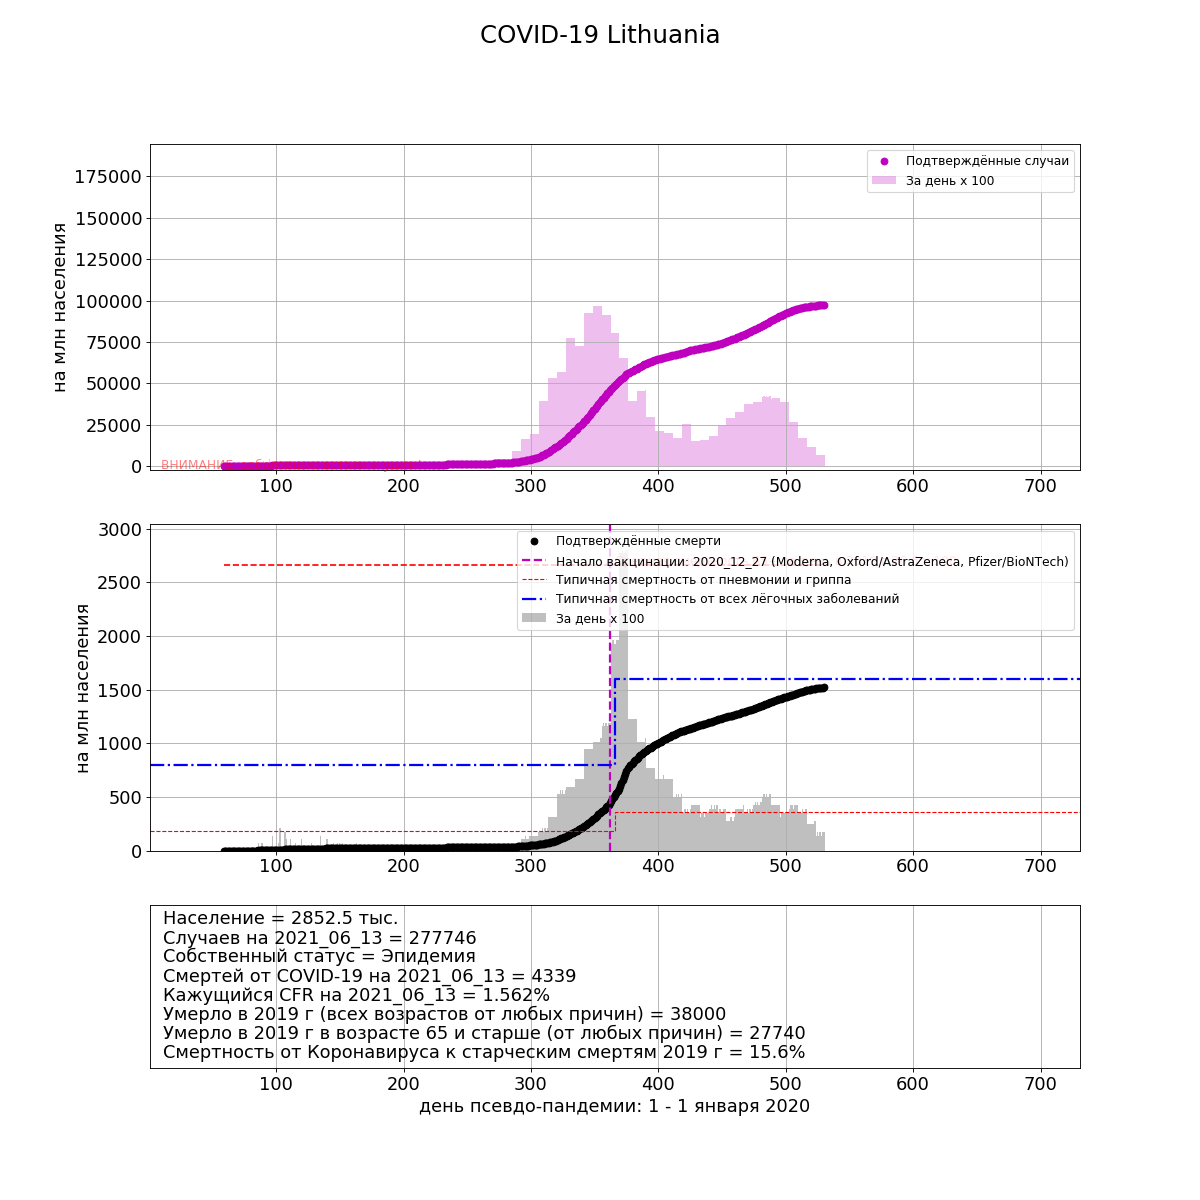 COVID-19 Lithuania
на млн населения
175000
150000
125000
100000
75000
50000
25000
0
Подтверждённые случаи
За день x 100
ВНИМАНИЕ
100 200 300 400 500 600 700
на млн населения
3000
2500
2000
1500
1000
500
0
Подтверждённые смерти
Начало вакцинации: 2020_12_27 (Moderna, Oxford/AstraZeneca, Pfizer/BioNTech)
Типичная смертность от пневмонии и гриппа
Типичная смертность от всех лёгочных заболеваний
За день x 100
100 200 300 400 500 600 700
Население = 2852.5 тыс.
Случаев на 2021_06_13 = 277746
Собственный статус = Эпидемия
Смертей от COVID-19 на 2021_06_13 = 4339
Кажущийся CFR на 2021_06_13 = 1.562%
Умерло в 2019 г (всех возрастов от любых причин) = 38000
Умерло в 2019 г в возрасте 65 и старше (от любых причин) = 27740
Смертность от Коронавируса к старческим смертям 2019 г = 15.6%
100 200 300 400 500 600 700
день псевдо-пандемии: 1 - 1 января 2020